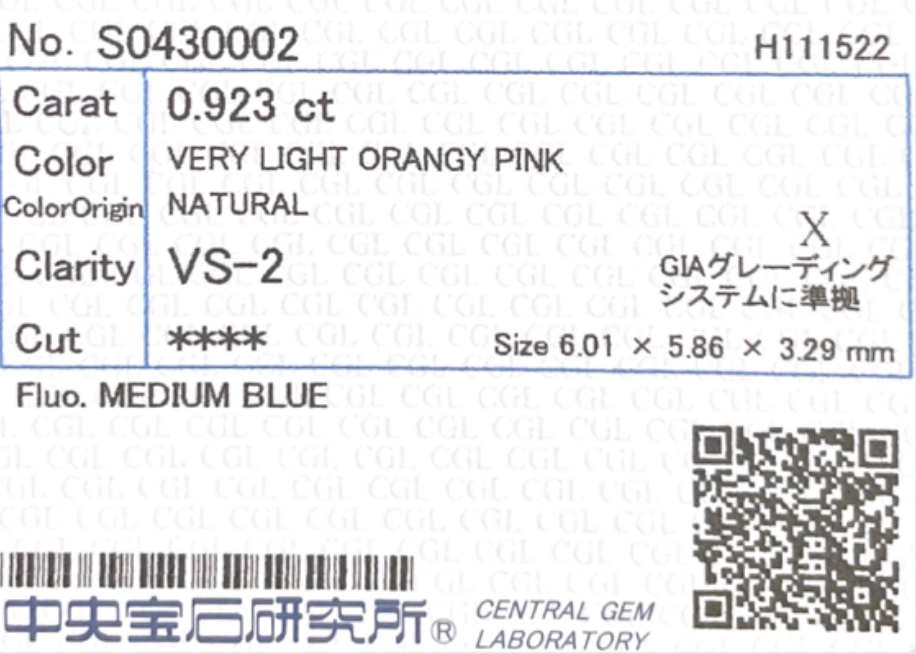 No. S0430002 H111522
Carat 0.923 ct
Color VERY LIGHT ORANGY PINK
ColorOrigin NATURAL
Clarity VS-2
X
GIAグレーディング
システムに準拠
Cut ****
Size 6.01 × 5.86 × 3.29 mm
Fluo. MEDIUM BLUE
中央宝石研究所® CENTRAL GEM
LABORATORY